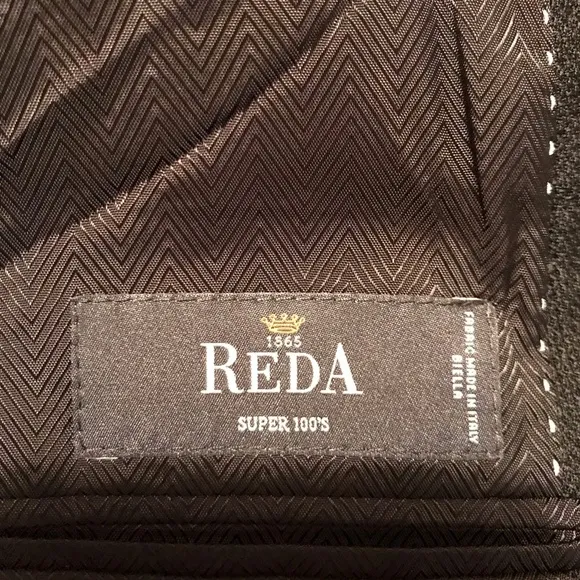 1865
REDA
SUPER 100'S
FABRIC MADE IN ITALY
BIELLA